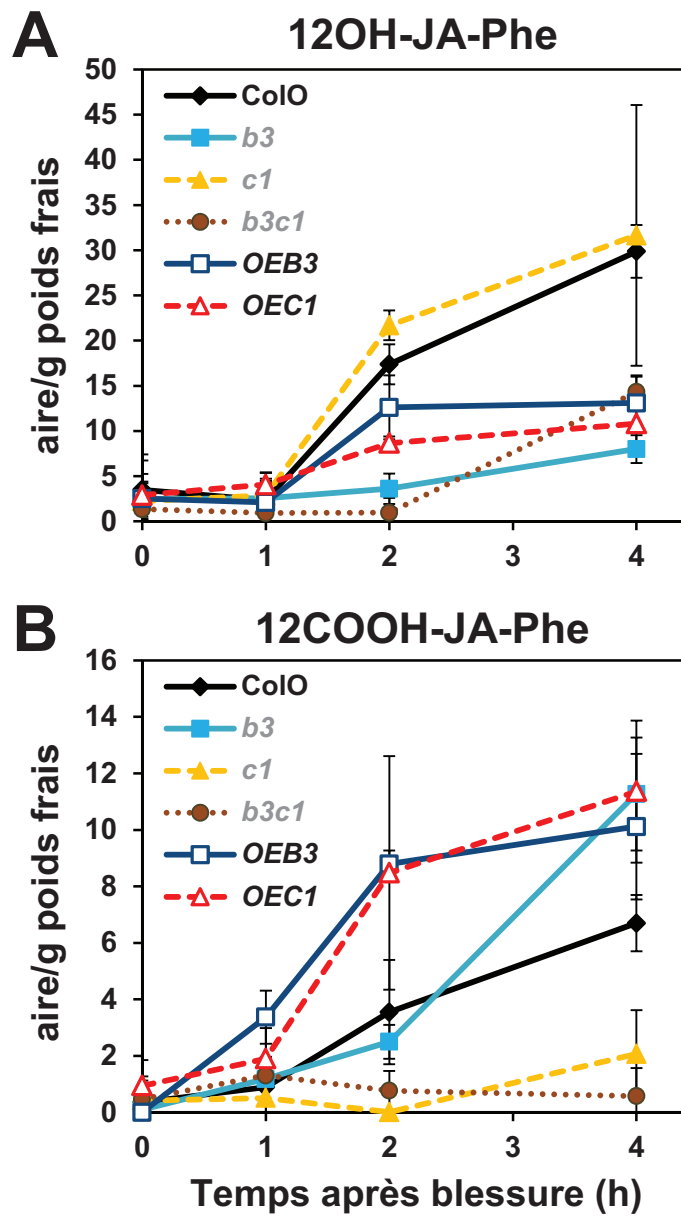 A
12OH-JA-Phe
aire/g poids frais
50
45
40
35
30
25
20
15
10
5
0
ColO
b3
c1
b3c1
OEB3
OEC1
0 1 2 3 4
B
12COOH-JA-Phe
aire/g poids frais
16
14
12
10
8
6
4
2
0
ColO
b3
c1
b3c1
OEB3
OEC1
0 1 2 3 4
Temps après blessure (h)